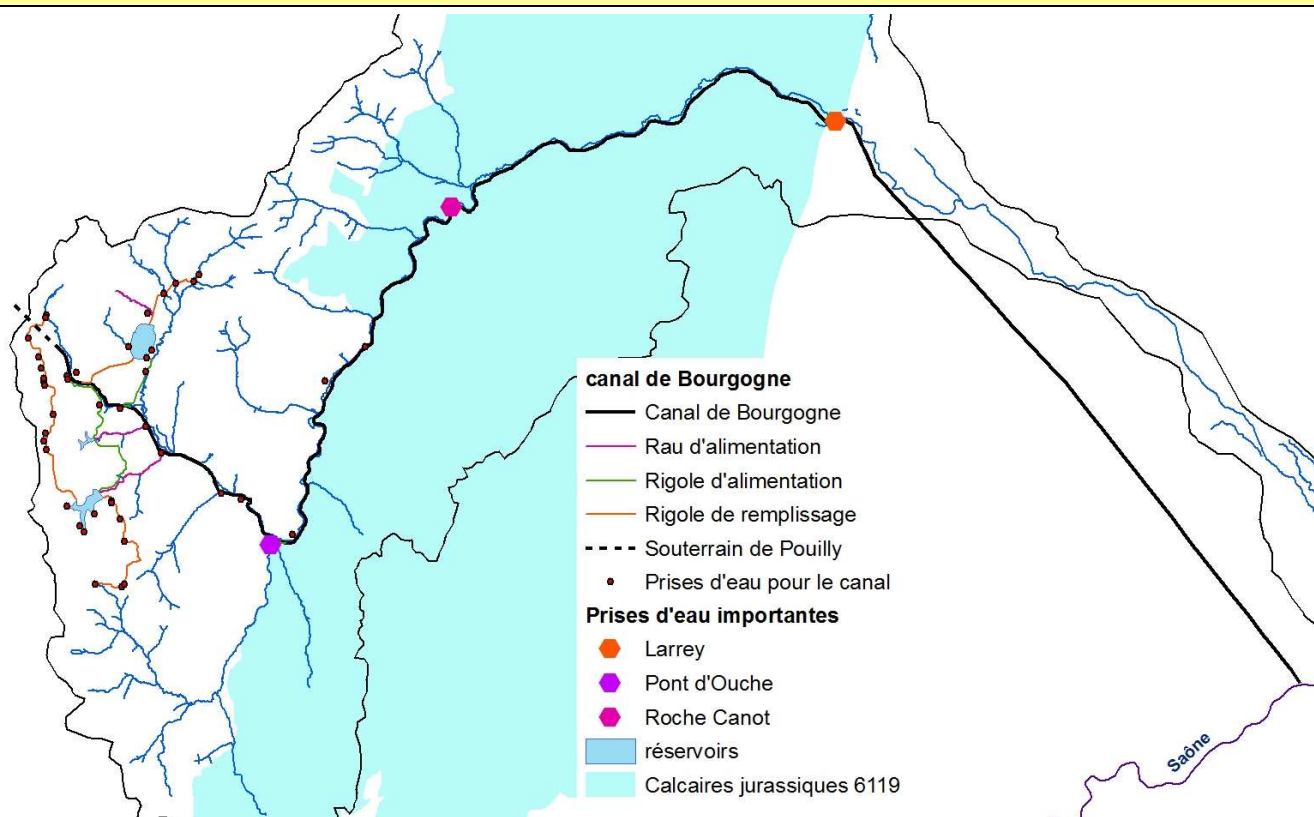 canal de Bourgogne
Canal de Bourgogne
Rau d'alimentation
Rigole d'alimentation
Rigole de remplissage
Souterrain de Pouilly
Prises d'eau pour le canal
Prises d'eau importantes
Larrey
Pont d'Ouche
Roche Canot
réservoirs
Calcaires jurassiques 6119
Saône